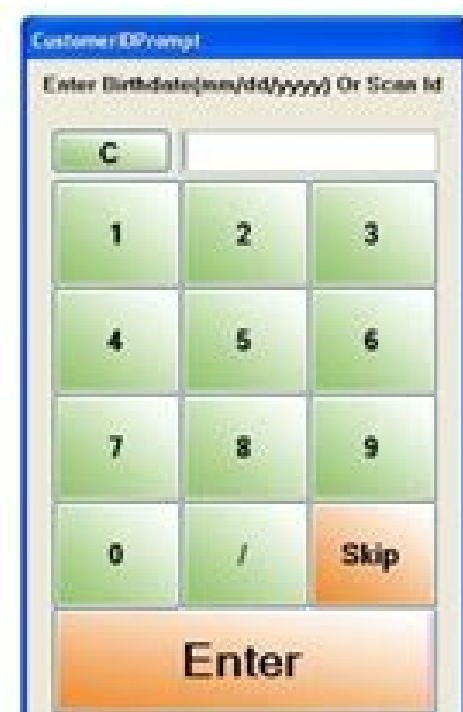 CustomerIDPrompt
Enter Birthdate(mm/dd/yyyy) Or Scan Id
C
1 2 3
4 5 6
7 8 9
0 / Skip
Enter